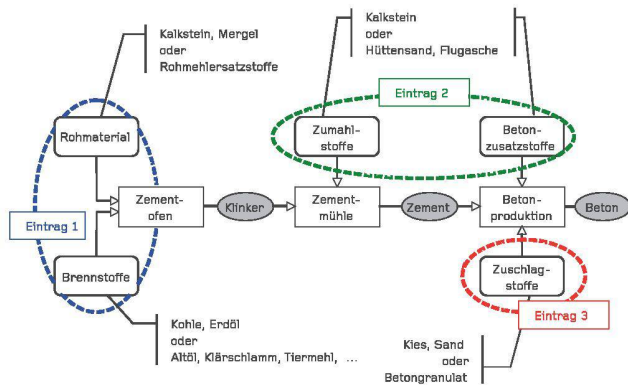 Kalkstein, Mergel
oder
Rohmehlersatzstoffe
Kalkstein
oder
Hüttensand, Flugasche
Eintrag 2
Rohmaterial
Zumahl-
stoffe
Beton-
zusatzstoffe
Zement-
ofen
Klinker
Zement-
mühle
Zement
Beton-
produktion
Beton
Eintrag 1
Brennstoffe
Zuschlag-
stoffe
Eintrag 3
Kohle, Erdöl
oder
Altöl, Klärschlamm, Tiermehl, ...
Kies, Sand
oder
Betongranulat